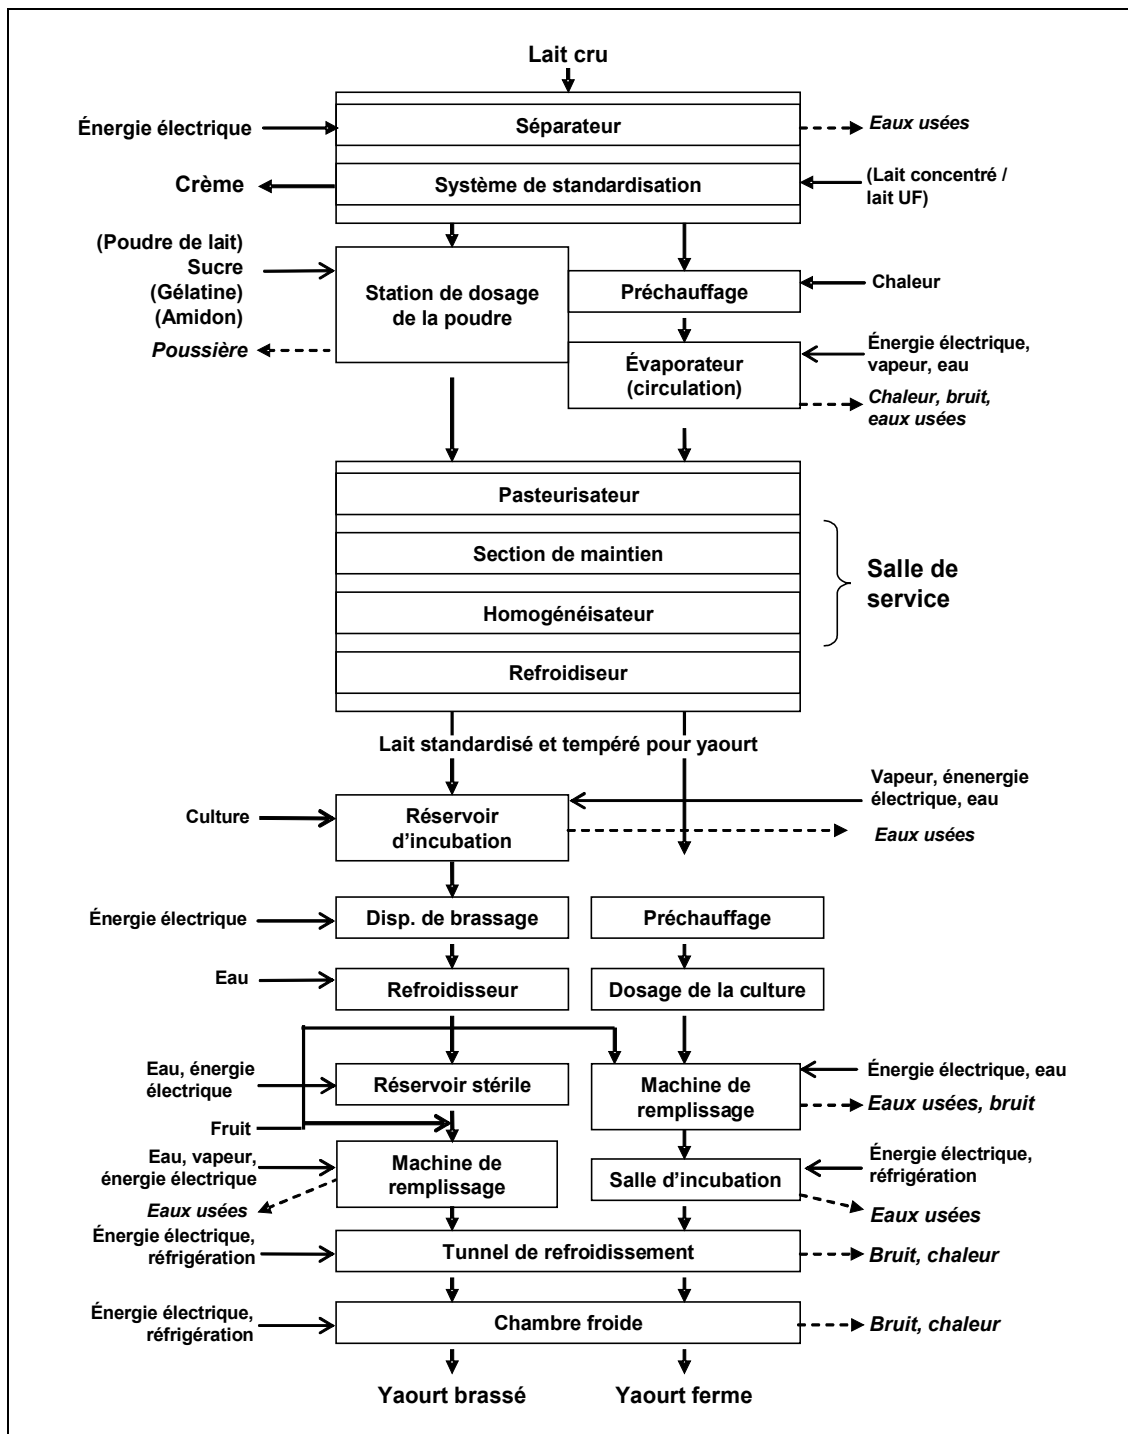 Lait cru
Énergie électrique
Séparateur
Eaux usées
Crème
Système de standardisation
(Lait concentré /
lait UF)
(Poudre de lait)
Sucre
(Gélatine)
(Amidon)
Poussière
Station de dosage
de la poudre
Préchauffage
Chaleur
Évaporateur
(circulation)
Énergie électrique,
vapeur, eau
Chaleur, bruit,
eaux usées
Pasteurisateur
Section de maintien
Homogénéisateur
Refroidiseur
Salle de
service
Lait standardisé et tempéré pour yaourt
Culture
Réservoir
d'incubation
Vapeur, énenergie
électrique, eau
Eaux usées
Énergie électrique
Disp. de brassage
Préchauffage
Eau
Refroidisseur
Dosage de la culture
Eau, énergie
électrique
Réservoir stérile
Machine de
remplissage
Énergie électrique, eau
Eaux usées, bruit
Fruit
Eau, vapeur,
énergie électrique
Eaux usées
Machine de
remplissage
Salle d'incubation
Énergie électrique,
réfrigération
Eaux usées
Énergie électrique,
réfrigération
Tunnel de refroidissement
Bruit, chaleur
Énergie électrique,
réfrigération
Chambre froide
Bruit, chaleur
Yaourt brassé
Yaourt ferme